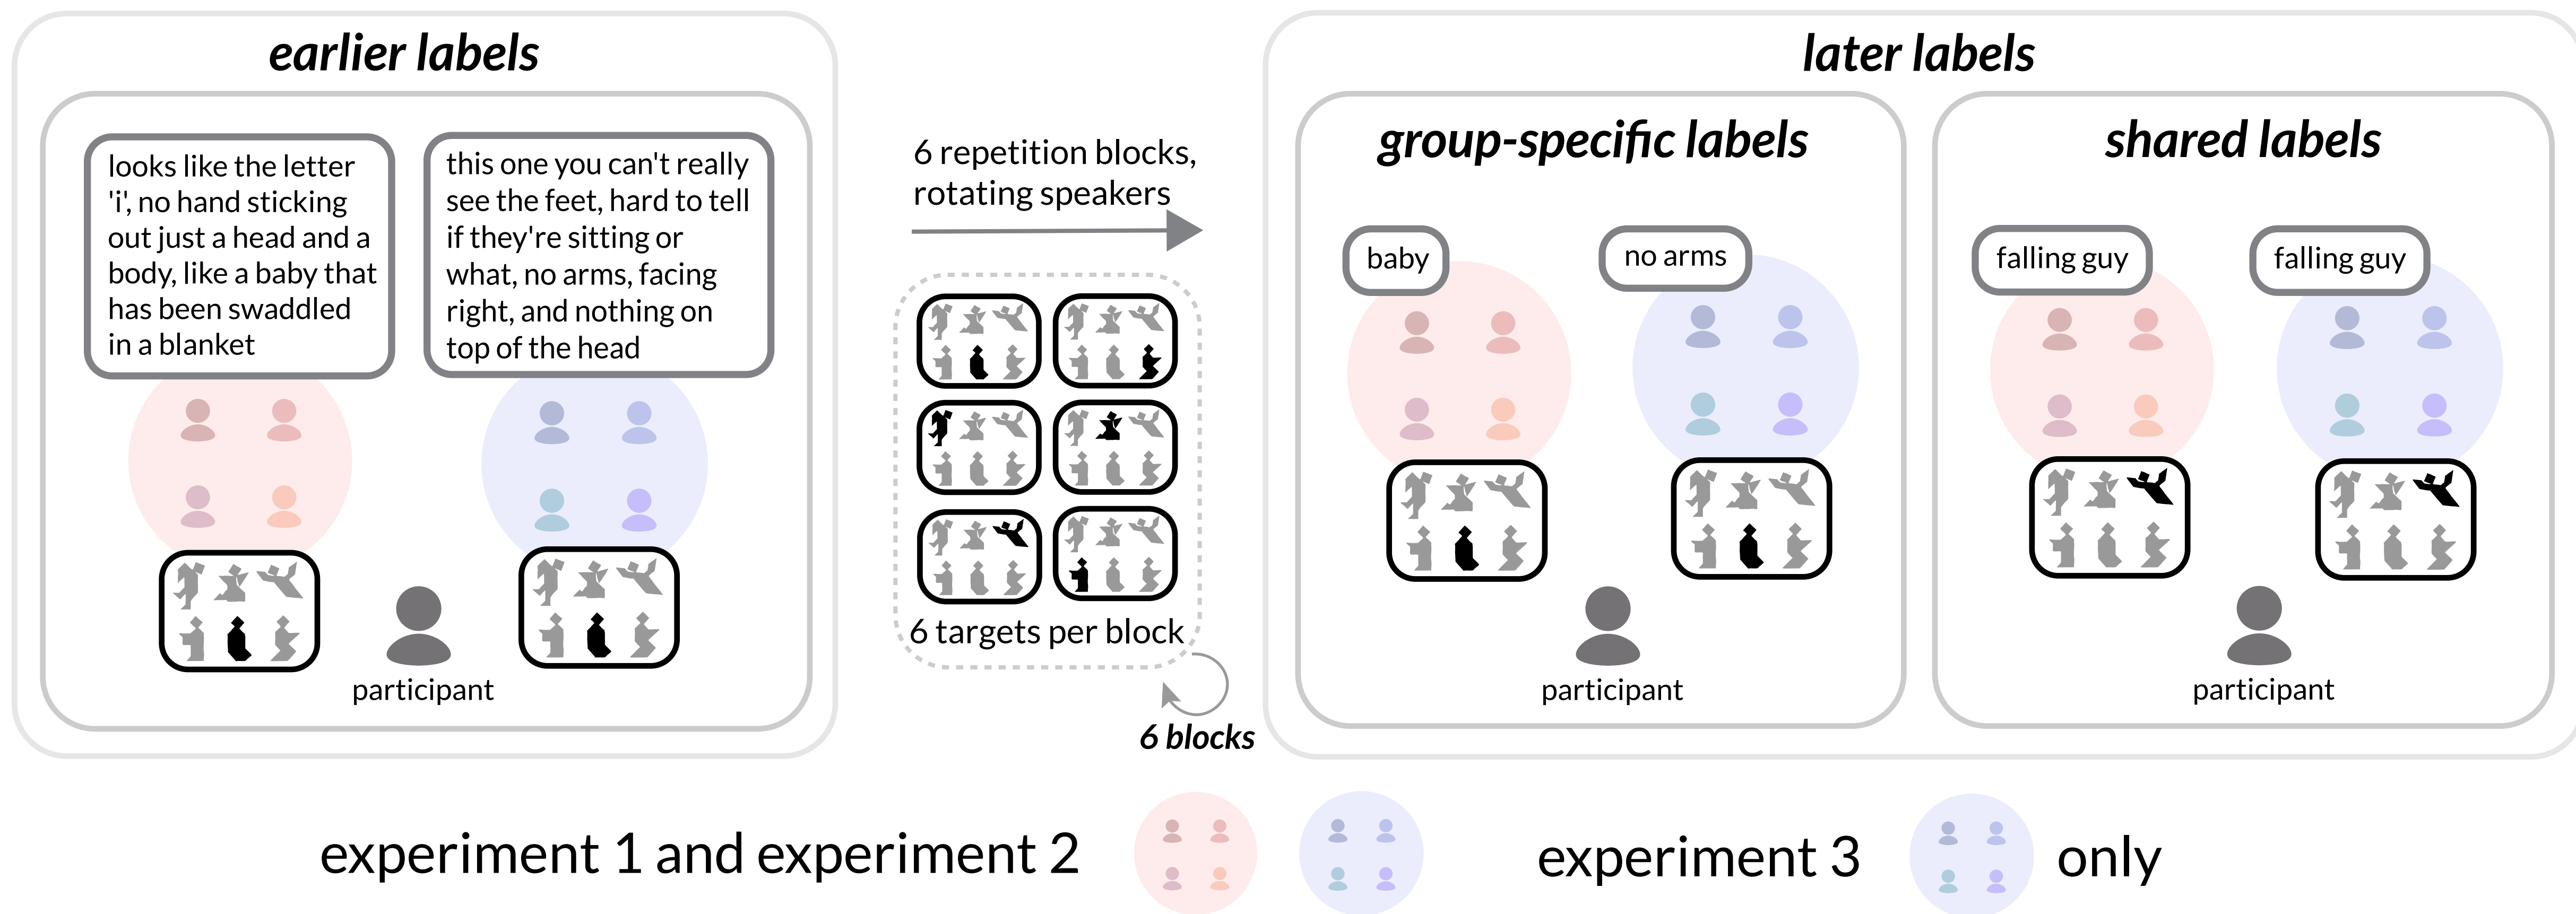 earlier labels
looks like the letter
'i', no hand sticking
out just a head and a
body, like a baby that
has been swaddled
in a blanket
this one you can't really
see the feet, hard to tell
if they're sitting or
what, no arms, facing
right, and nothing on
top of the head
participant
6 repetition blocks,
rotating speakers
6 targets per block
6 blocks
later labels
group-specific labels
baby
no arms
participant
shared labels
falling guy
falling guy
participant
experiment 1 and experiment 2
experiment 3
only